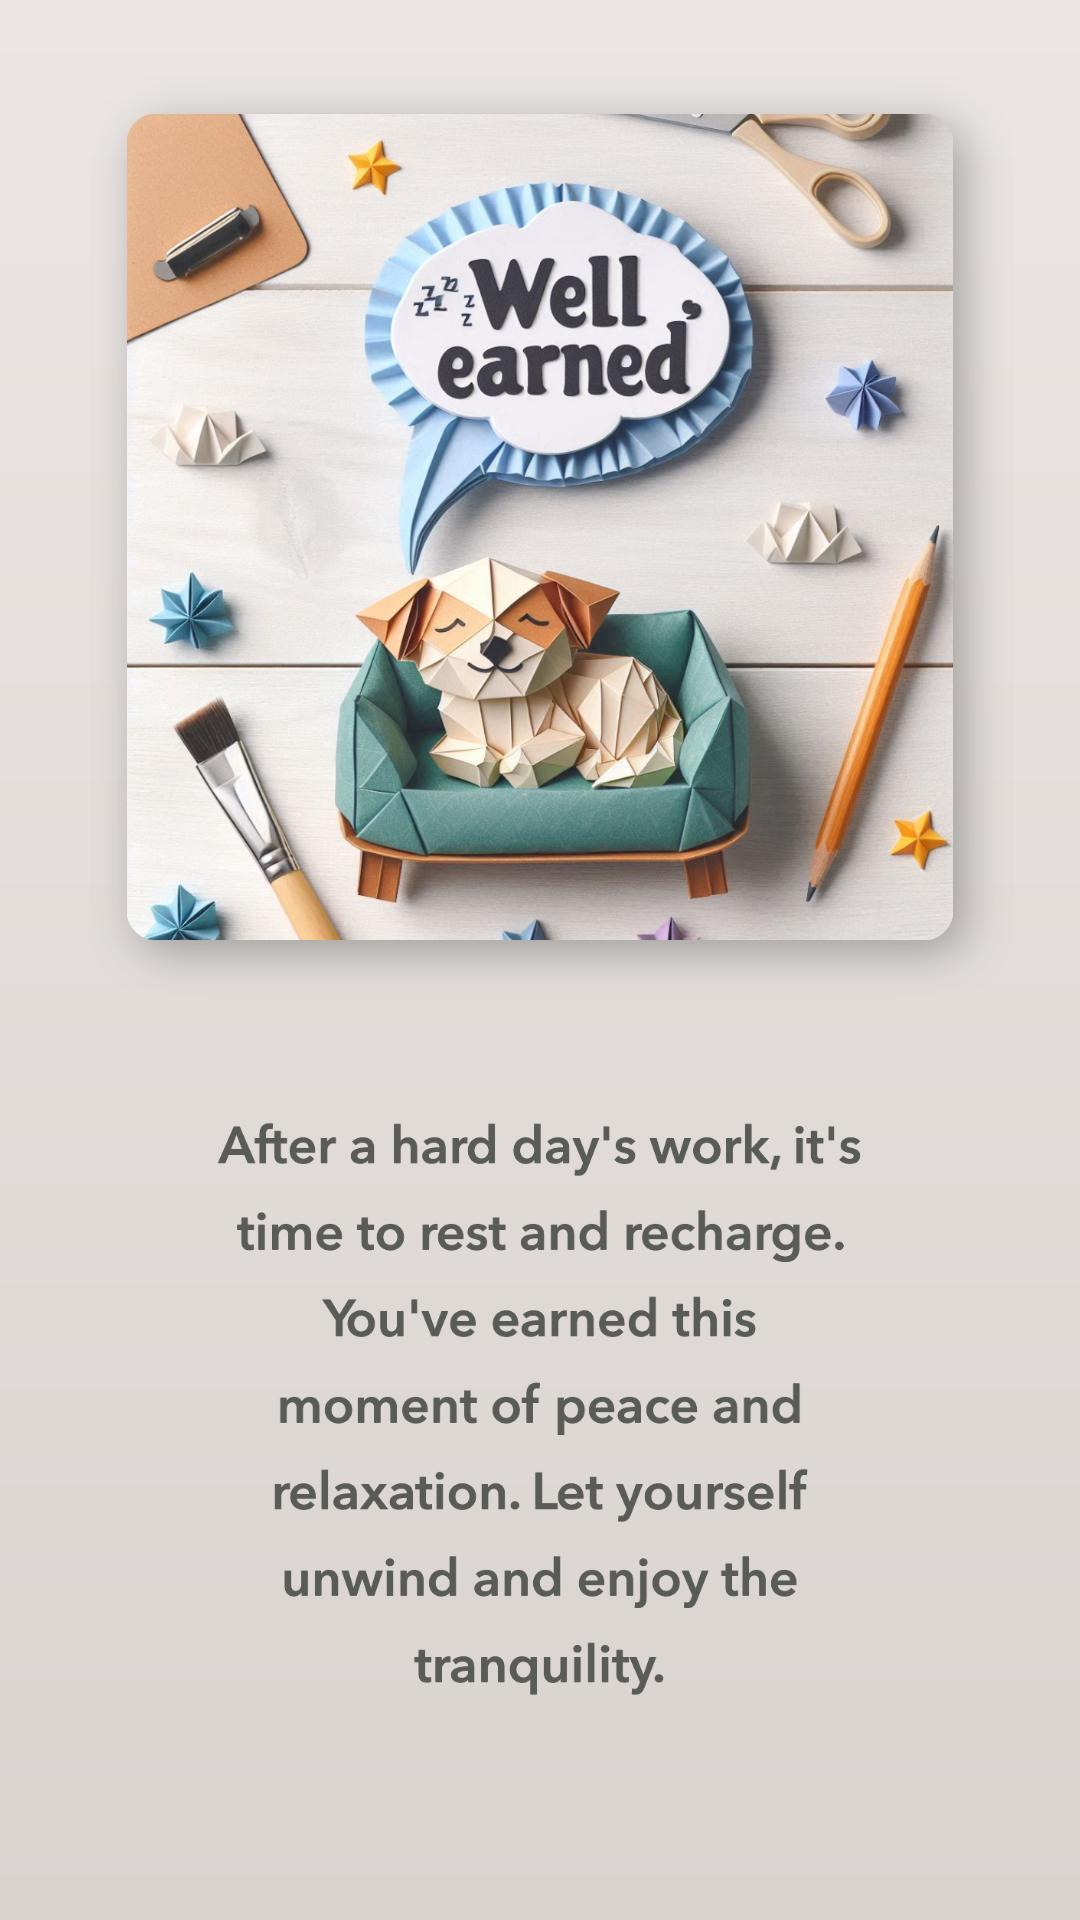 zzzzzz Well
earned
After a hard day's work, it's
time to rest and recharge.
You've earned this
moment of peace and
relaxation. Let yourself
unwind and enjoy the
tranquility.